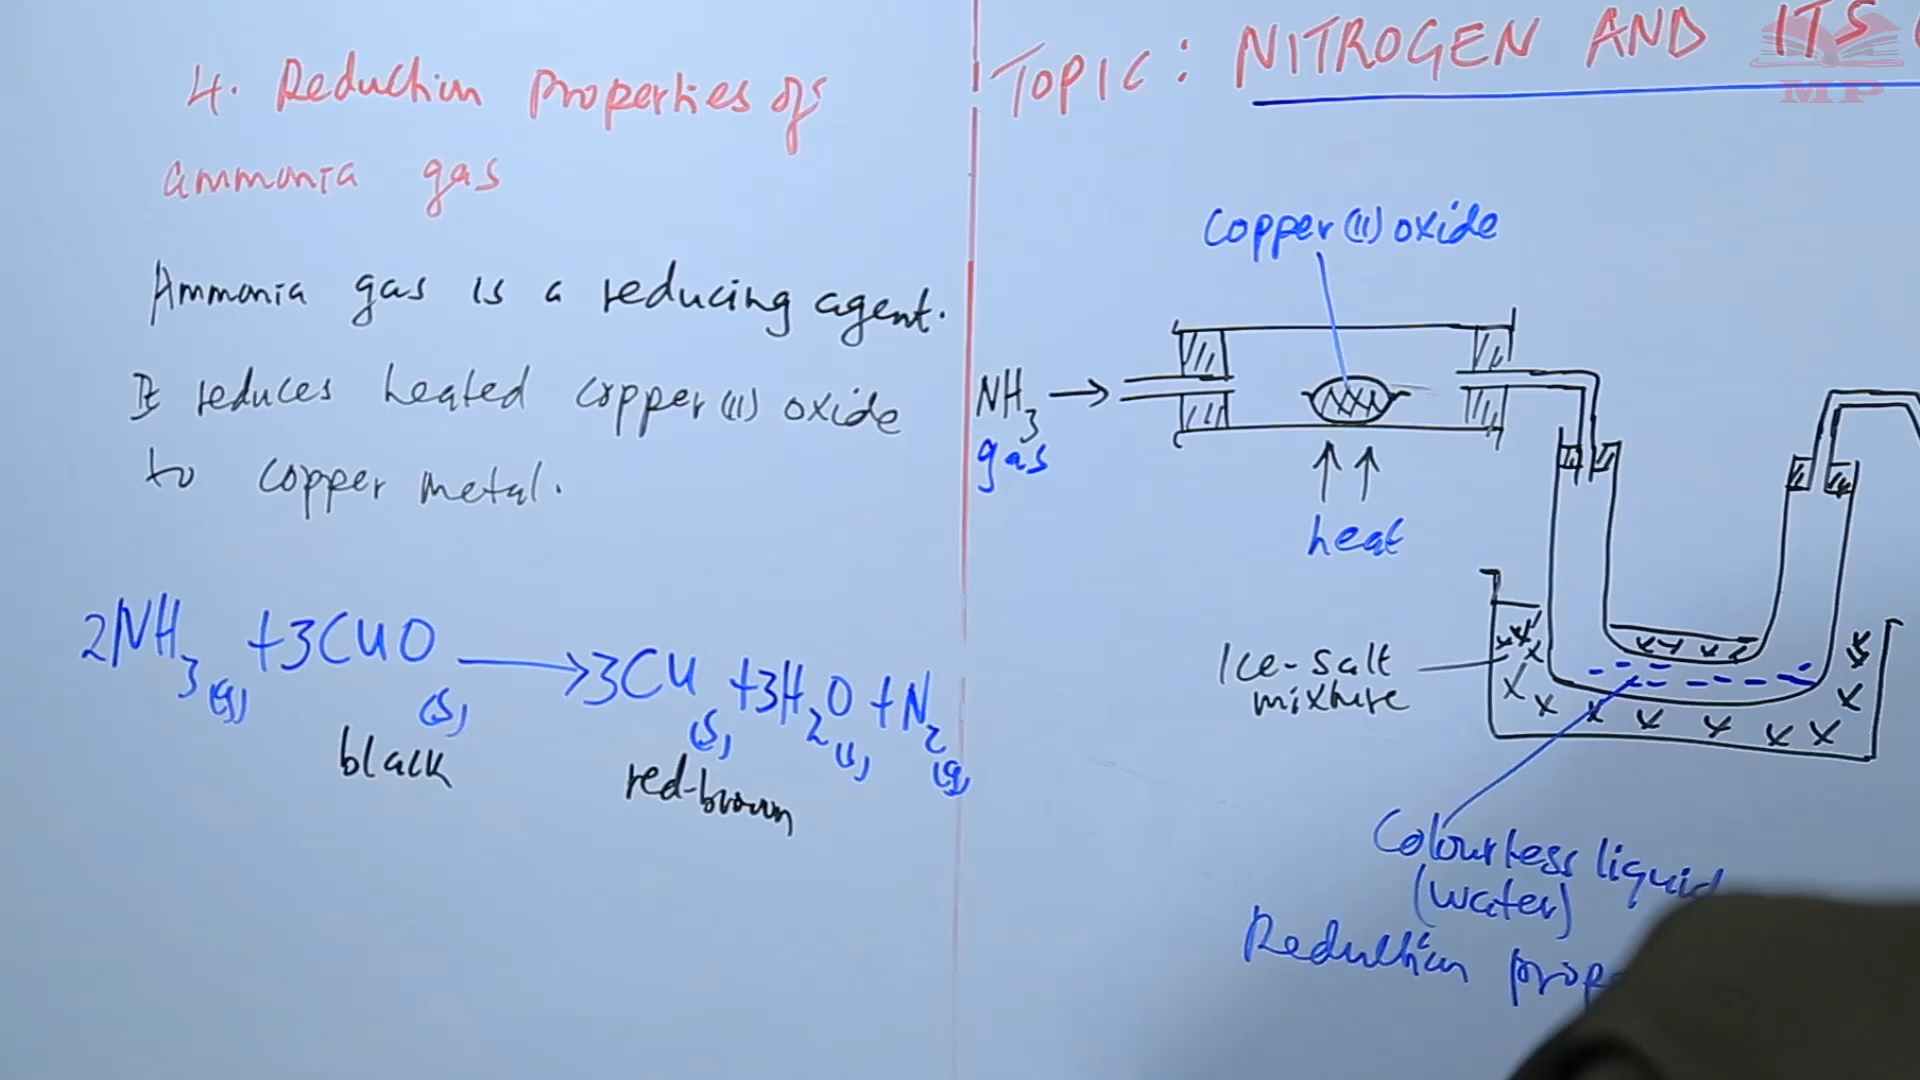 4. Reduction Properties of
ammonia gas
Ammonia gas is a reducing agent.
It reduces heated copper (II) oxide
to copper metal.
2NH3(g) + 3CuO(s) → 3Cu(s) + 3H2O(l) + N2(g)
black
red-brown
TOPIC: NITROGEN AND ITS
MP
Copper (II) oxide
NH3 →
gas
heat
Ice-salt
mixture
Colourless liquid
(water)
Reduction prope